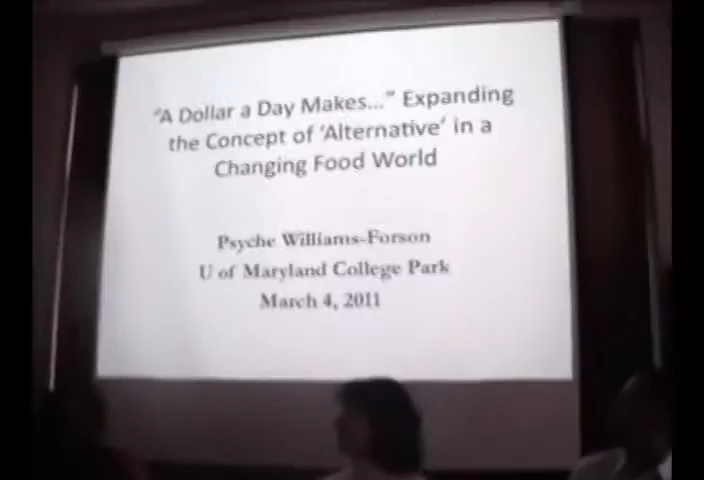 "A Dollar a Day Makes..." Expanding
the Concept of 'Alternative' in a
Changing Food World
Psyche Williams-Forson
U of Maryland College Park
March 4, 2011